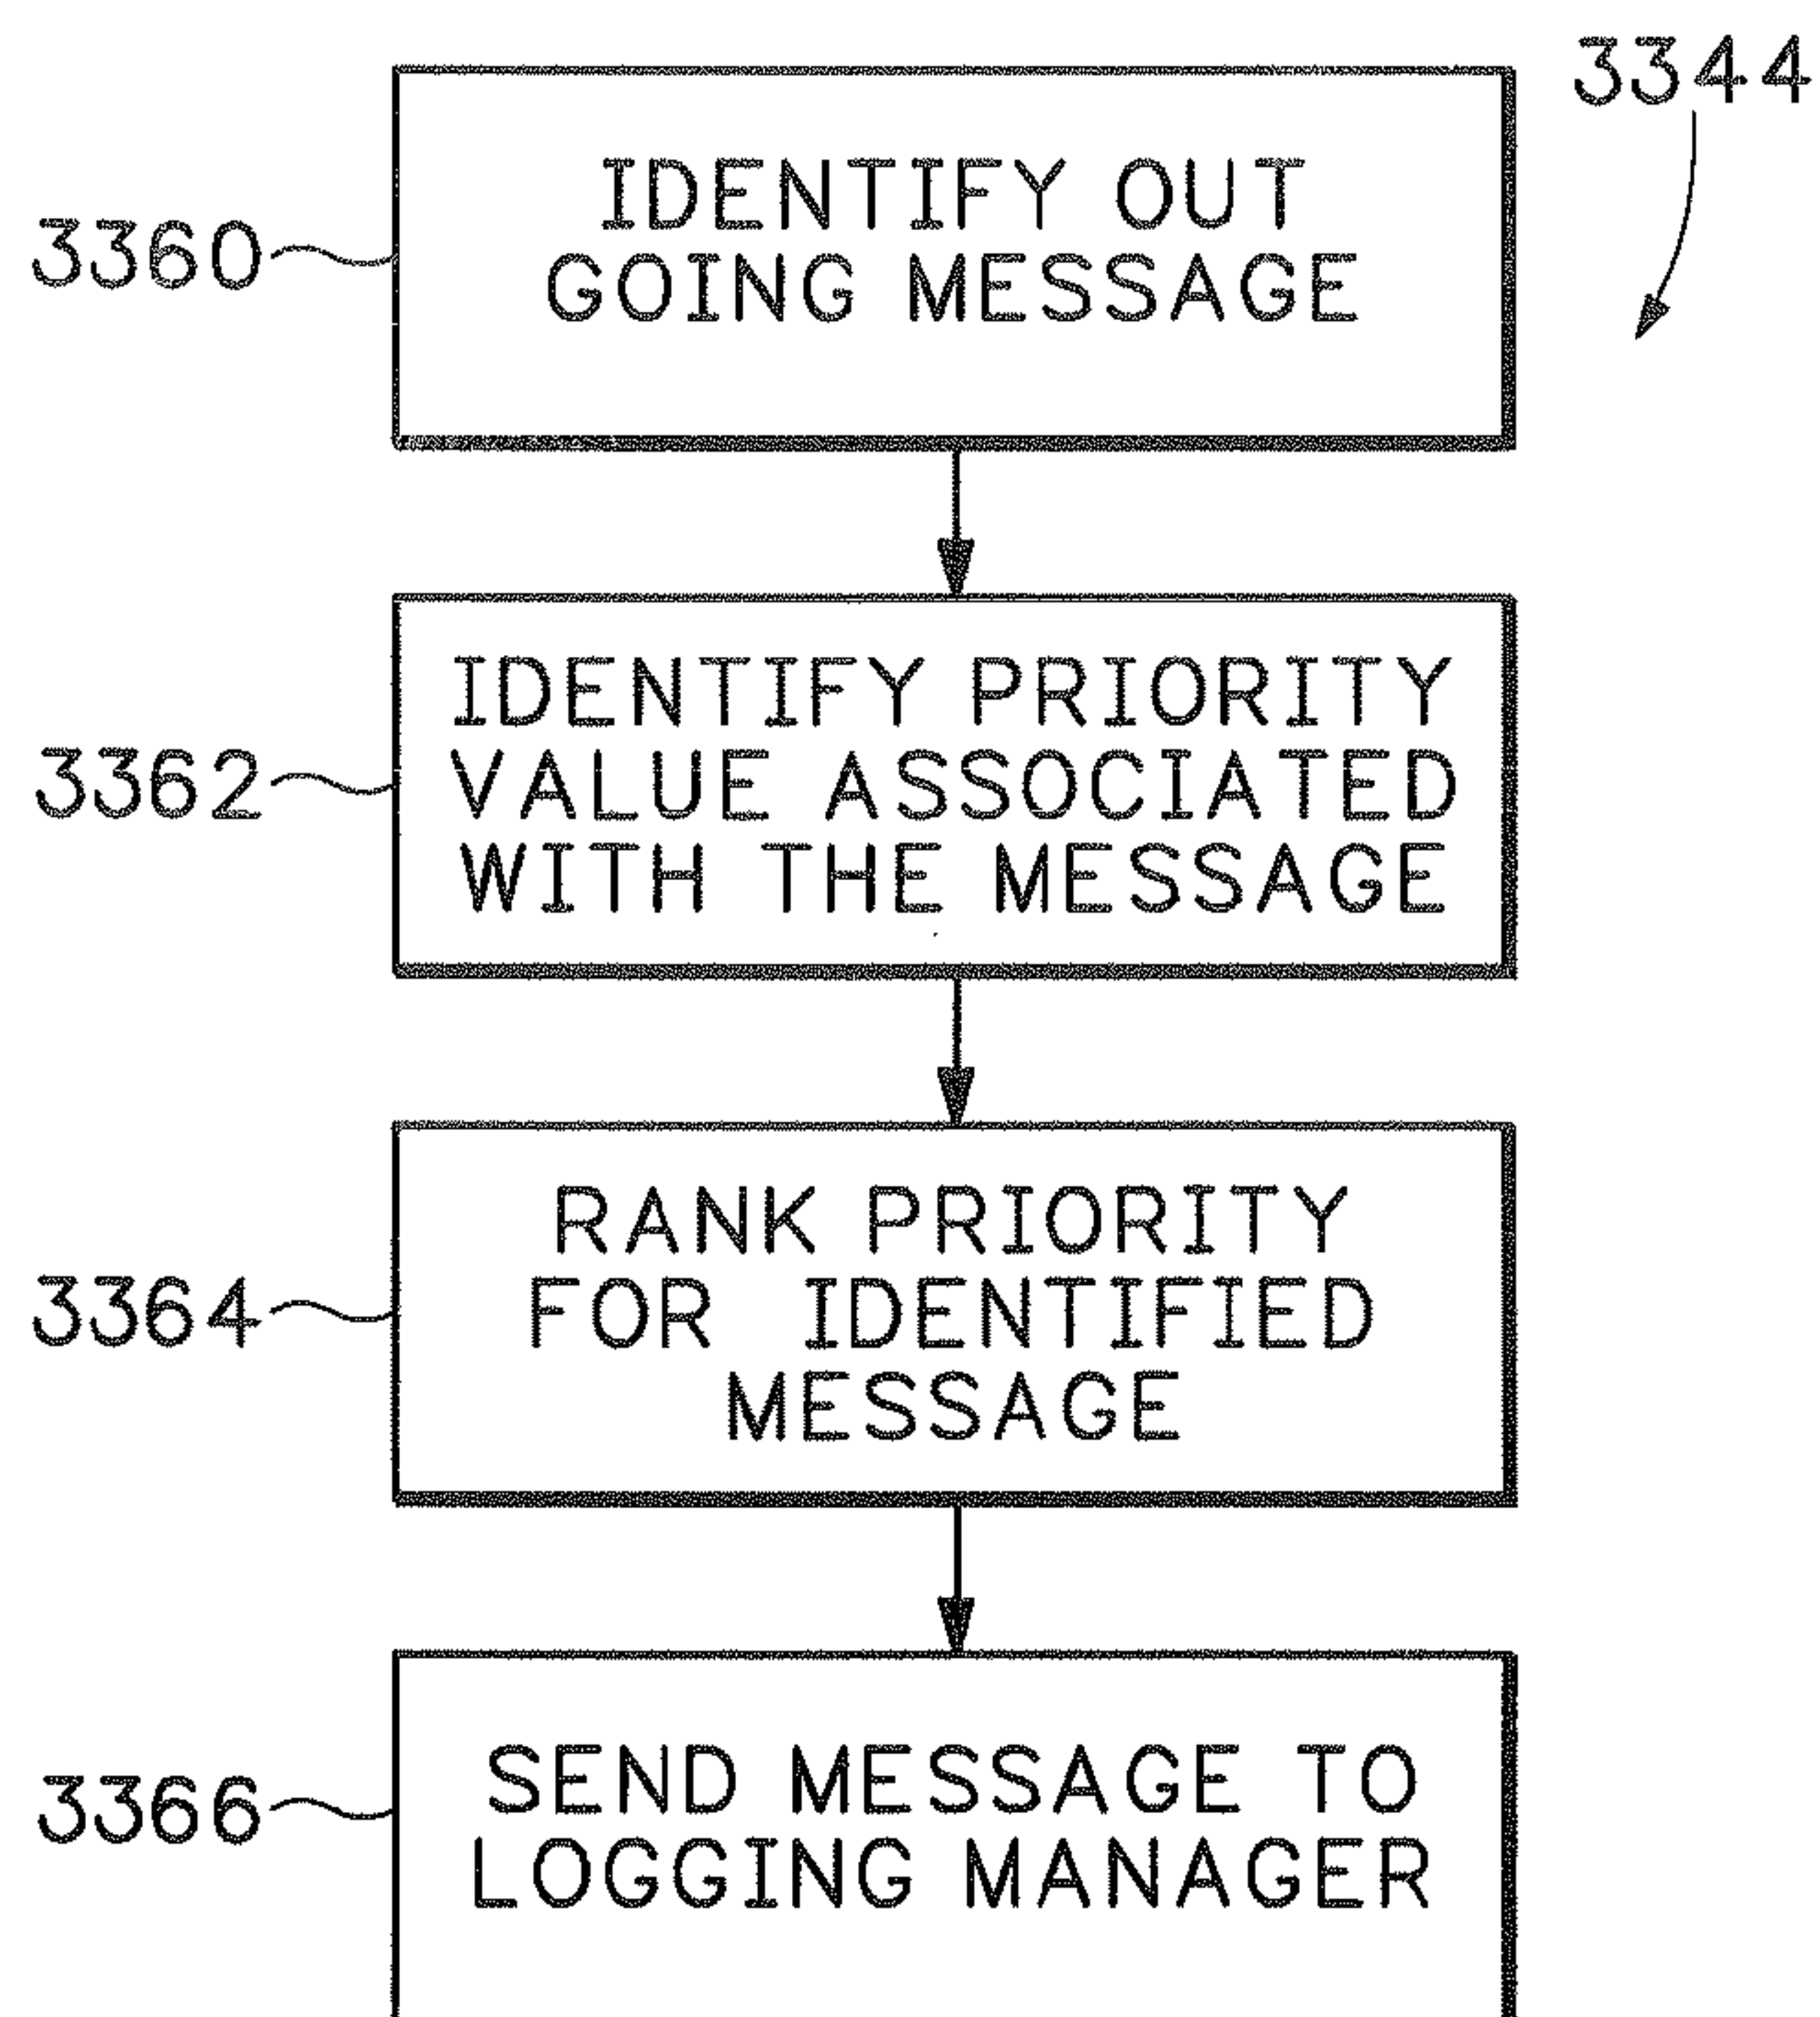 3344
IDENTIFY OUT
GOING MESSAGE
3360
IDENTIFY PRIORITY
VALUE ASSOCIATED
WITH THE MESSAGE
3362
RANK PRIORITY
FOR IDENTIFIED
MESSAGE
3364
SEND MESSAGE TO
LOGGING MANAGER
3366